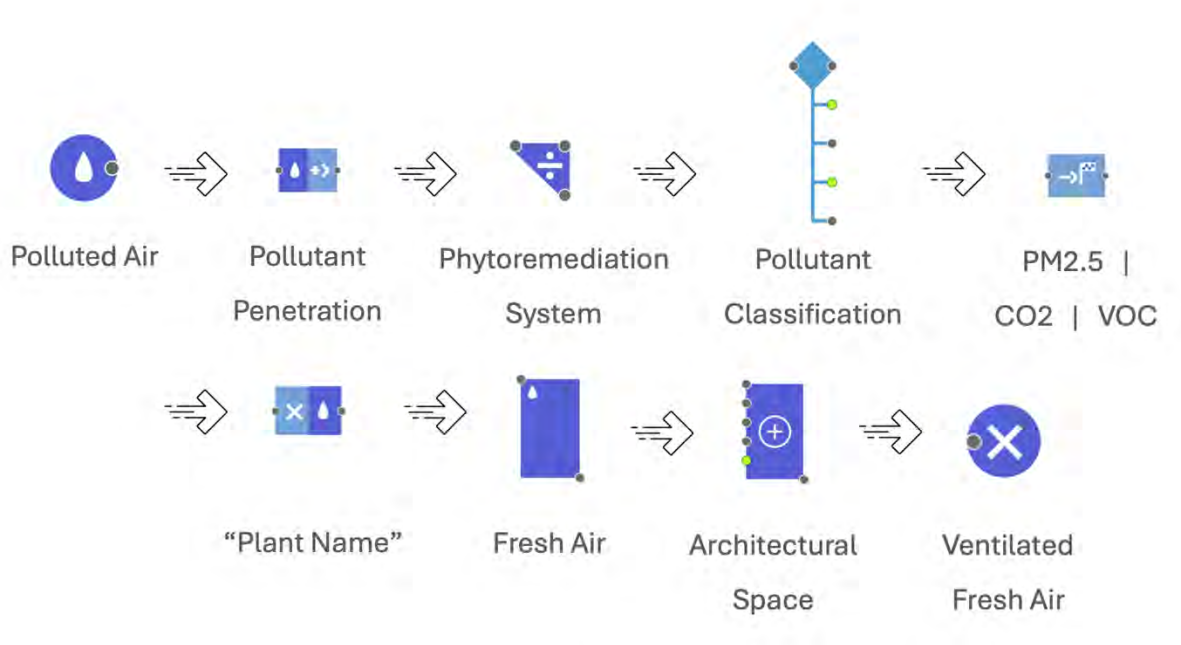 Polluted Air
Pollutant
Penetration
Phytoremediation
System
Pollutant
Classification
PM2.5 |
CO2 | VOC
“Plant Name”
Fresh Air
Architectural
Space
Ventilated
Fresh Air